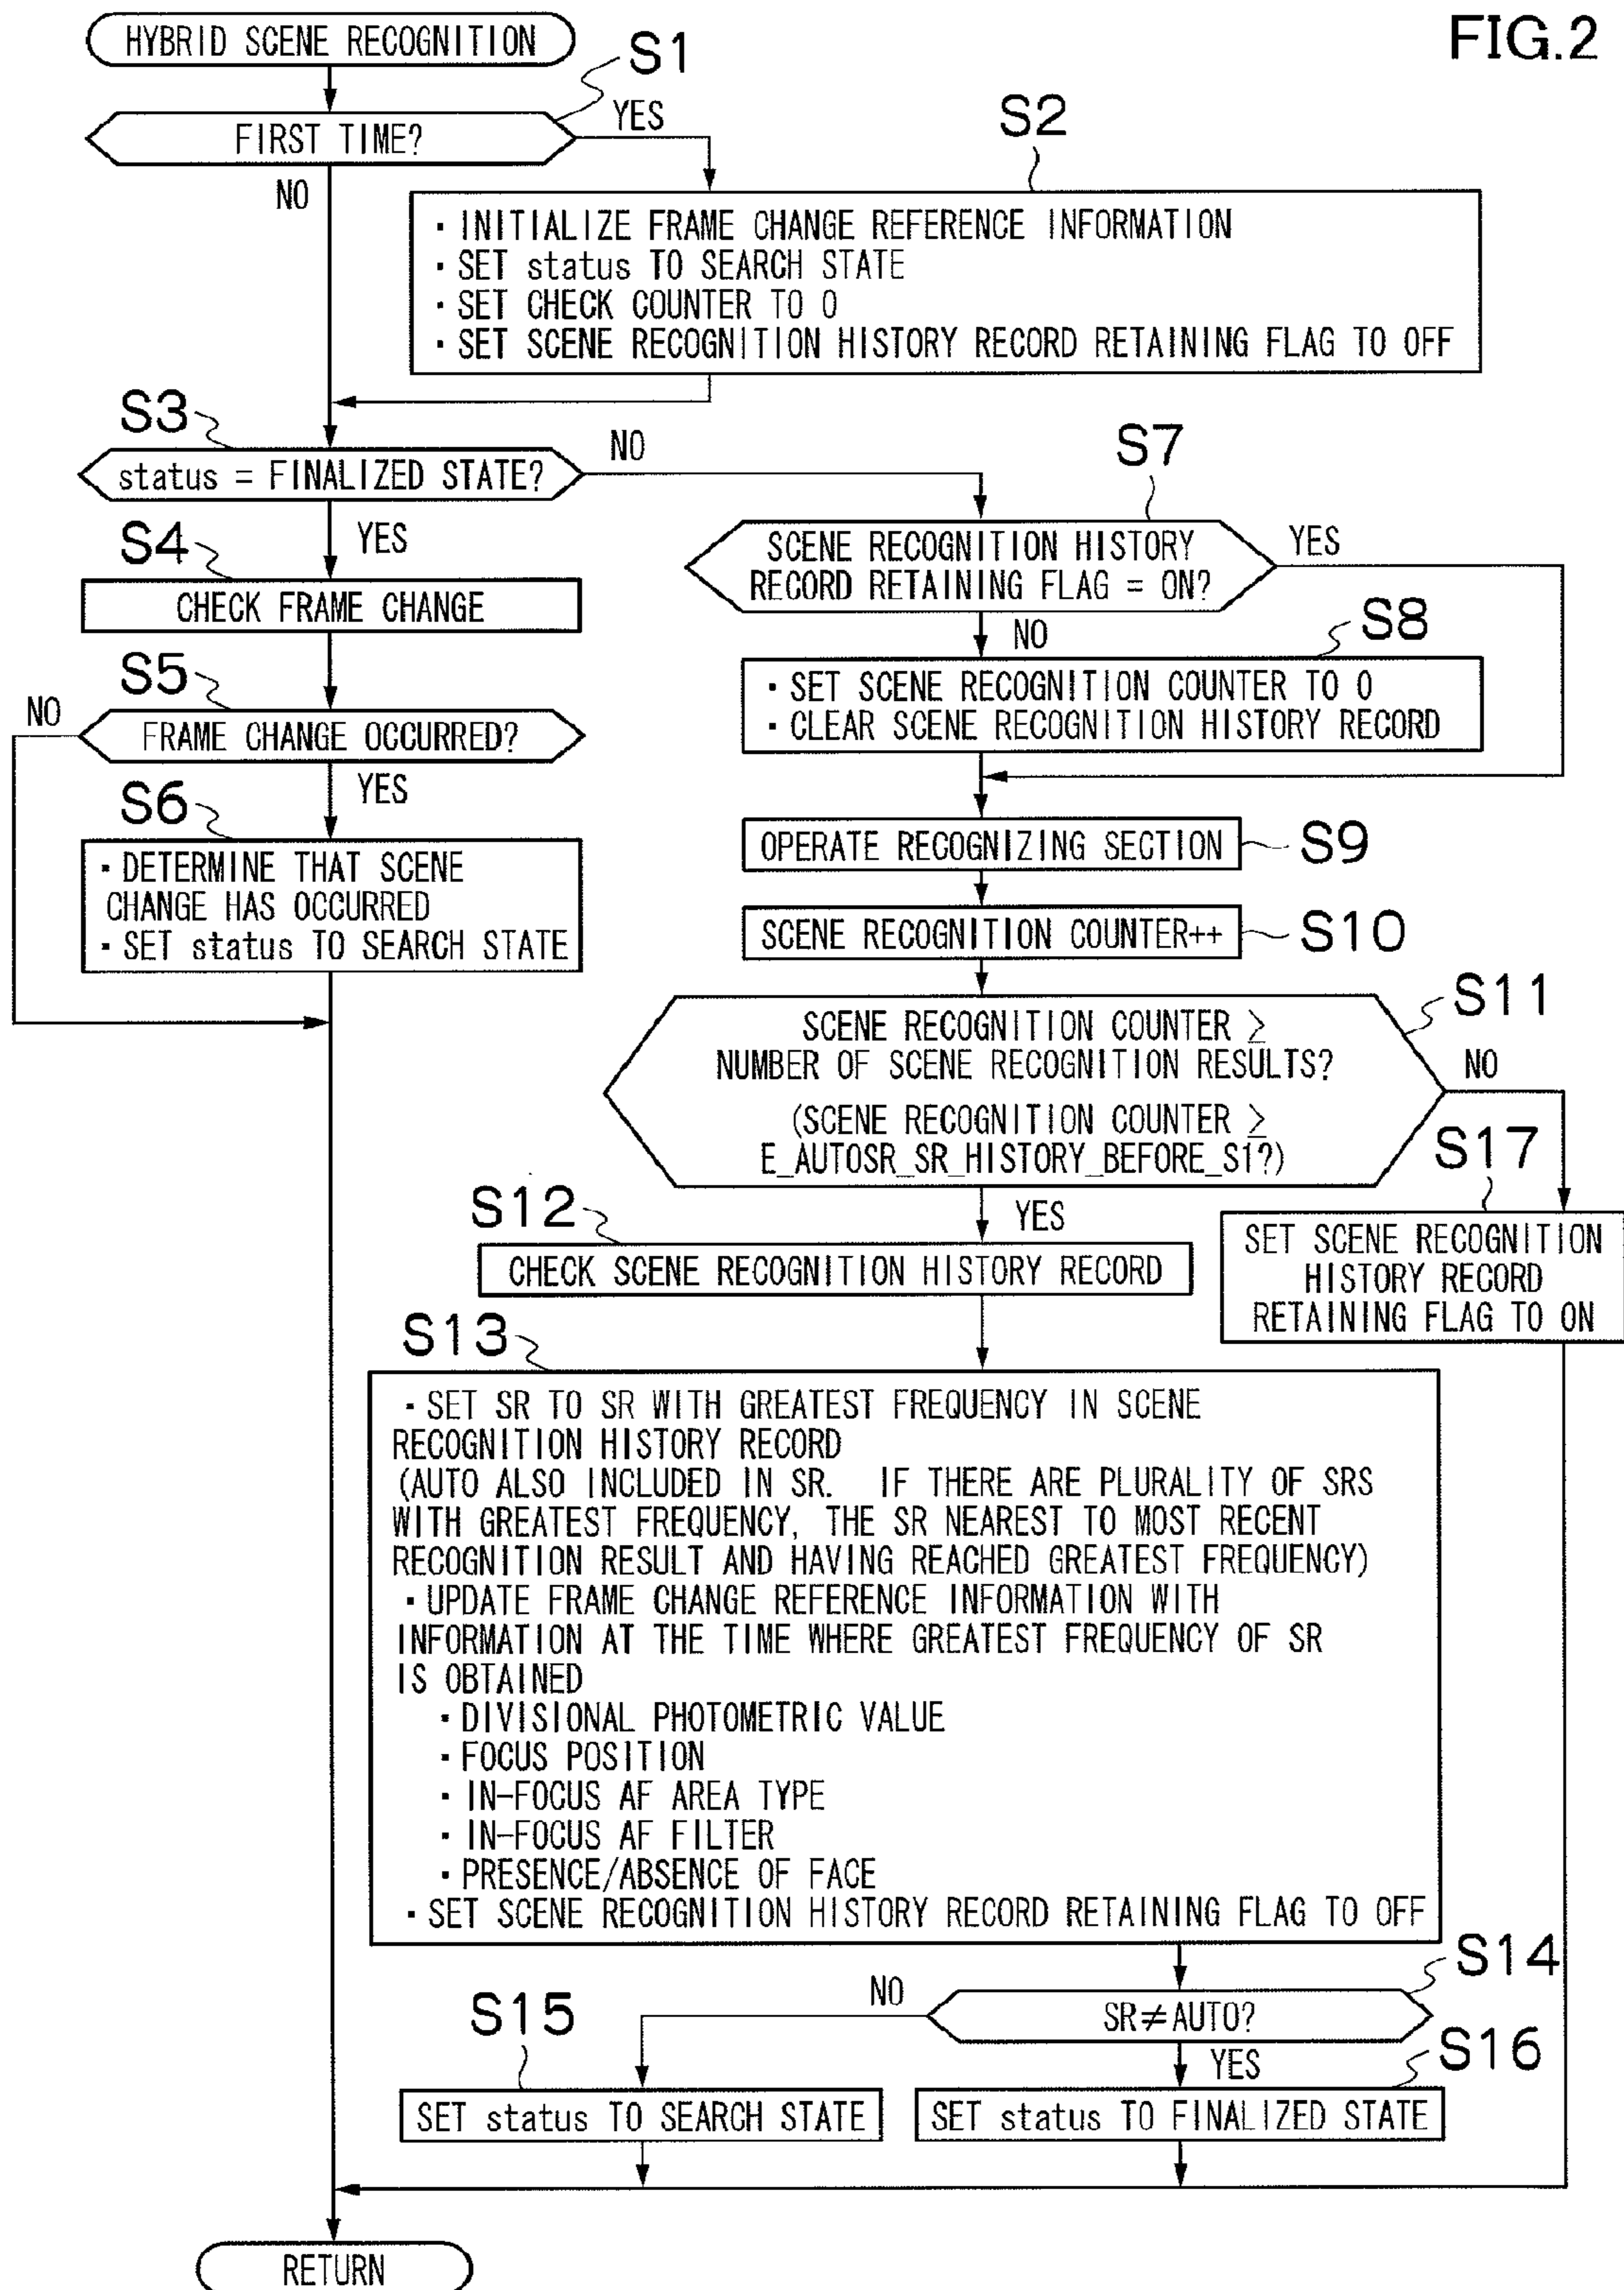 FIG.2
HYBRID SCENE RECOGNITION
S1
FIRST TIME?
YES
NO
S2
· INITIALIZE FRAME CHANGE REFERENCE INFORMATION
· SET status TO SEARCH STATE
· SET CHECK COUNTER TO 0
· SET SCENE RECOGNITION HISTORY RECORD RETAINING FLAG TO OFF
S3
status = FINALIZED STATE?
NO
YES
S4
CHECK FRAME CHANGE
S5
FRAME CHANGE OCCURRED?
NO
YES
S6
· DETERMINE THAT SCENE
CHANGE HAS OCCURRED
· SET status TO SEARCH STATE
S7
SCENE RECOGNITION HISTORY
RECORD RETAINING FLAG = ON?
YES
NO
S8
· SET SCENE RECOGNITION COUNTER TO 0
· CLEAR SCENE RECOGNITION HISTORY RECORD
OPERATE RECOGNIZING SECTION
S9
SCENE RECOGNITION COUNTER++
S10
S11
SCENE RECOGNITION COUNTER ≥
NUMBER OF SCENE RECOGNITION RESULTS?
(SCENE RECOGNITION COUNTER ≥
E_AUTOSR_SR_HISTORY_BEFORE_S1?)
NO
YES
S17
SET SCENE RECOGNITION
HISTORY RECORD
RETAINING FLAG TO ON
S12
CHECK SCENE RECOGNITION HISTORY RECORD
S13
· SET SR TO SR WITH GREATEST FREQUENCY IN SCENE
RECOGNITION HISTORY RECORD
(AUTO ALSO INCLUDED IN SR. IF THERE ARE PLURALITY OF SRS
WITH GREATEST FREQUENCY, THE SR NEAREST TO MOST RECENT
RECOGNITION RESULT AND HAVING REACHED GREATEST FREQUENCY)
· UPDATE FRAME CHANGE REFERENCE INFORMATION WITH
INFORMATION AT THE TIME WHERE GREATEST FREQUENCY OF SR
IS OBTAINED
· DIVISIONAL PHOTOMETRIC VALUE
· FOCUS POSITION
· IN-FOCUS AF AREA TYPE
· IN-FOCUS AF FILTER
· PRESENCE/ABSENCE OF FACE
· SET SCENE RECOGNITION HISTORY RECORD RETAINING FLAG TO OFF
S14
SR≠AUTO?
NO
YES
S15
SET status TO SEARCH STATE
S16
SET status TO FINALIZED STATE
RETURN